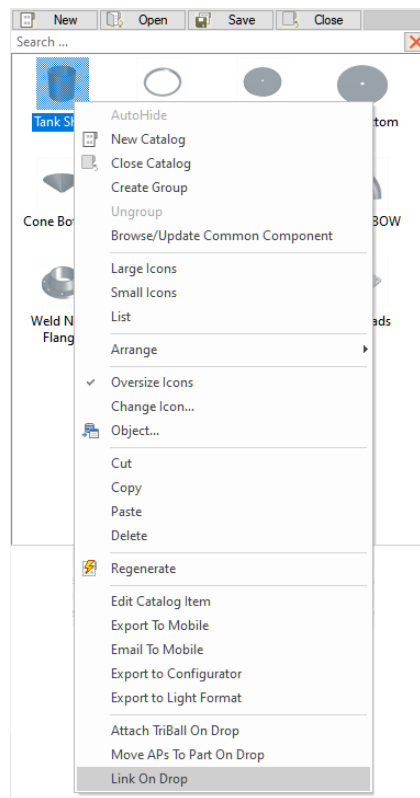 New Open Save Close
Search ...
Tank S
tom
AutoHide
New Catalog
Close Catalog
Create Group
Ungroup
Cone Bo
BOW
Browse/Update Common Component
Large Icons
Small Icons
List
Weld N
Flang
ads
Arrange
Oversize Icons
Change Icon...
Object...
Cut
Copy
Paste
Delete
Regenerate
Edit Catalog Item
Export To Mobile
Email To Mobile
Export to Configurator
Export to Light Format
Attach TriBall On Drop
Move APs To Part On Drop
Link On Drop